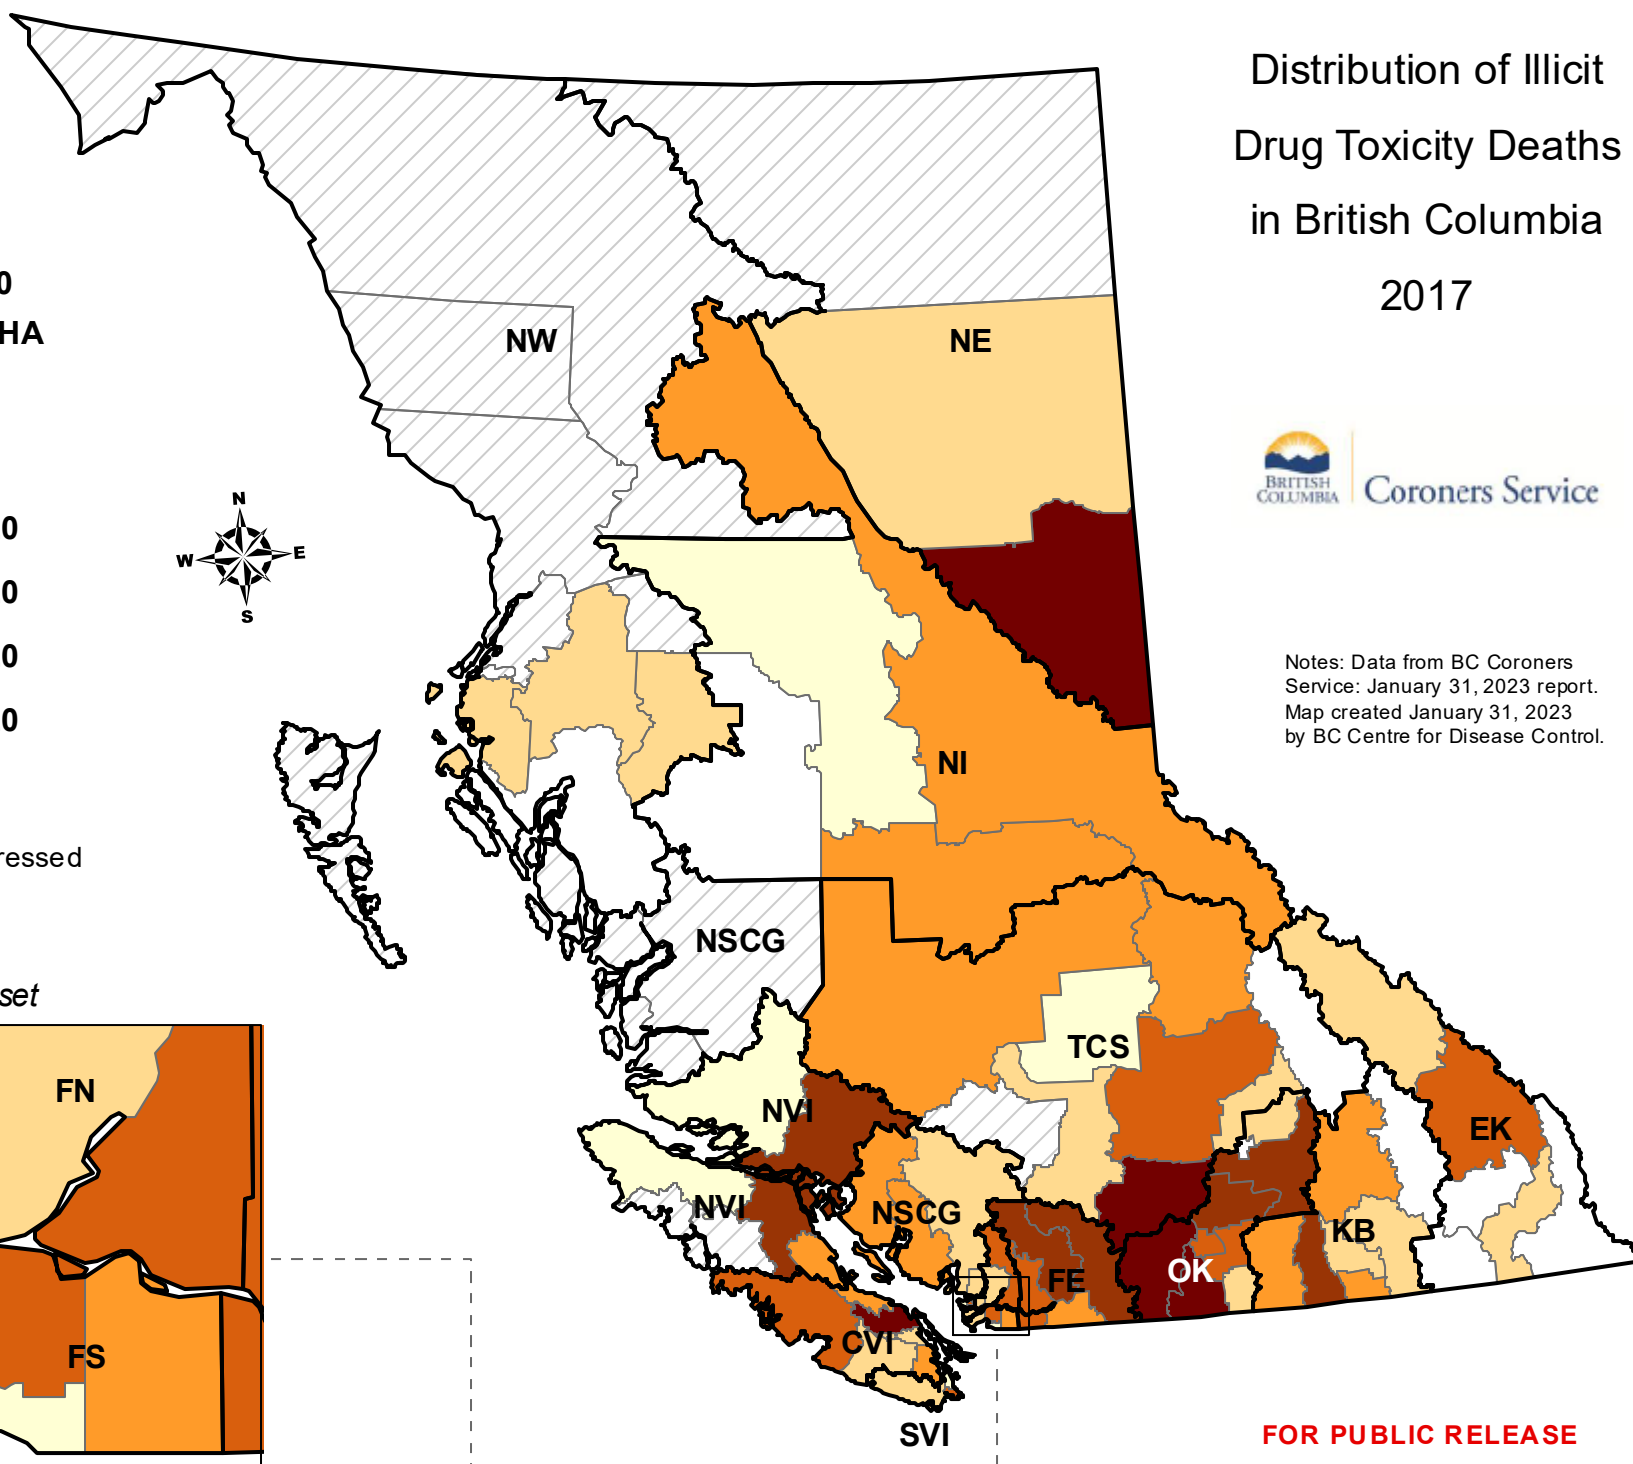 Distribution of Illicit
Drug Toxicity Deaths
in British Columbia
2017
0
HA
NW
NE
BRITISH
COLUMBIA
Coroners Service
N
W
E
S
0
0
0
0
Notes: Data from BC Coroners
Service: January 31, 2023 report.
Map created January 31, 2023
by BC Centre for Disease Control.
NI
ressed
NSCG
set
TCS
FN
NVI
EK
NVI
NSCG
KB
OK
FE
CVI
FS
SVI
FOR PUBLIC RELEASE